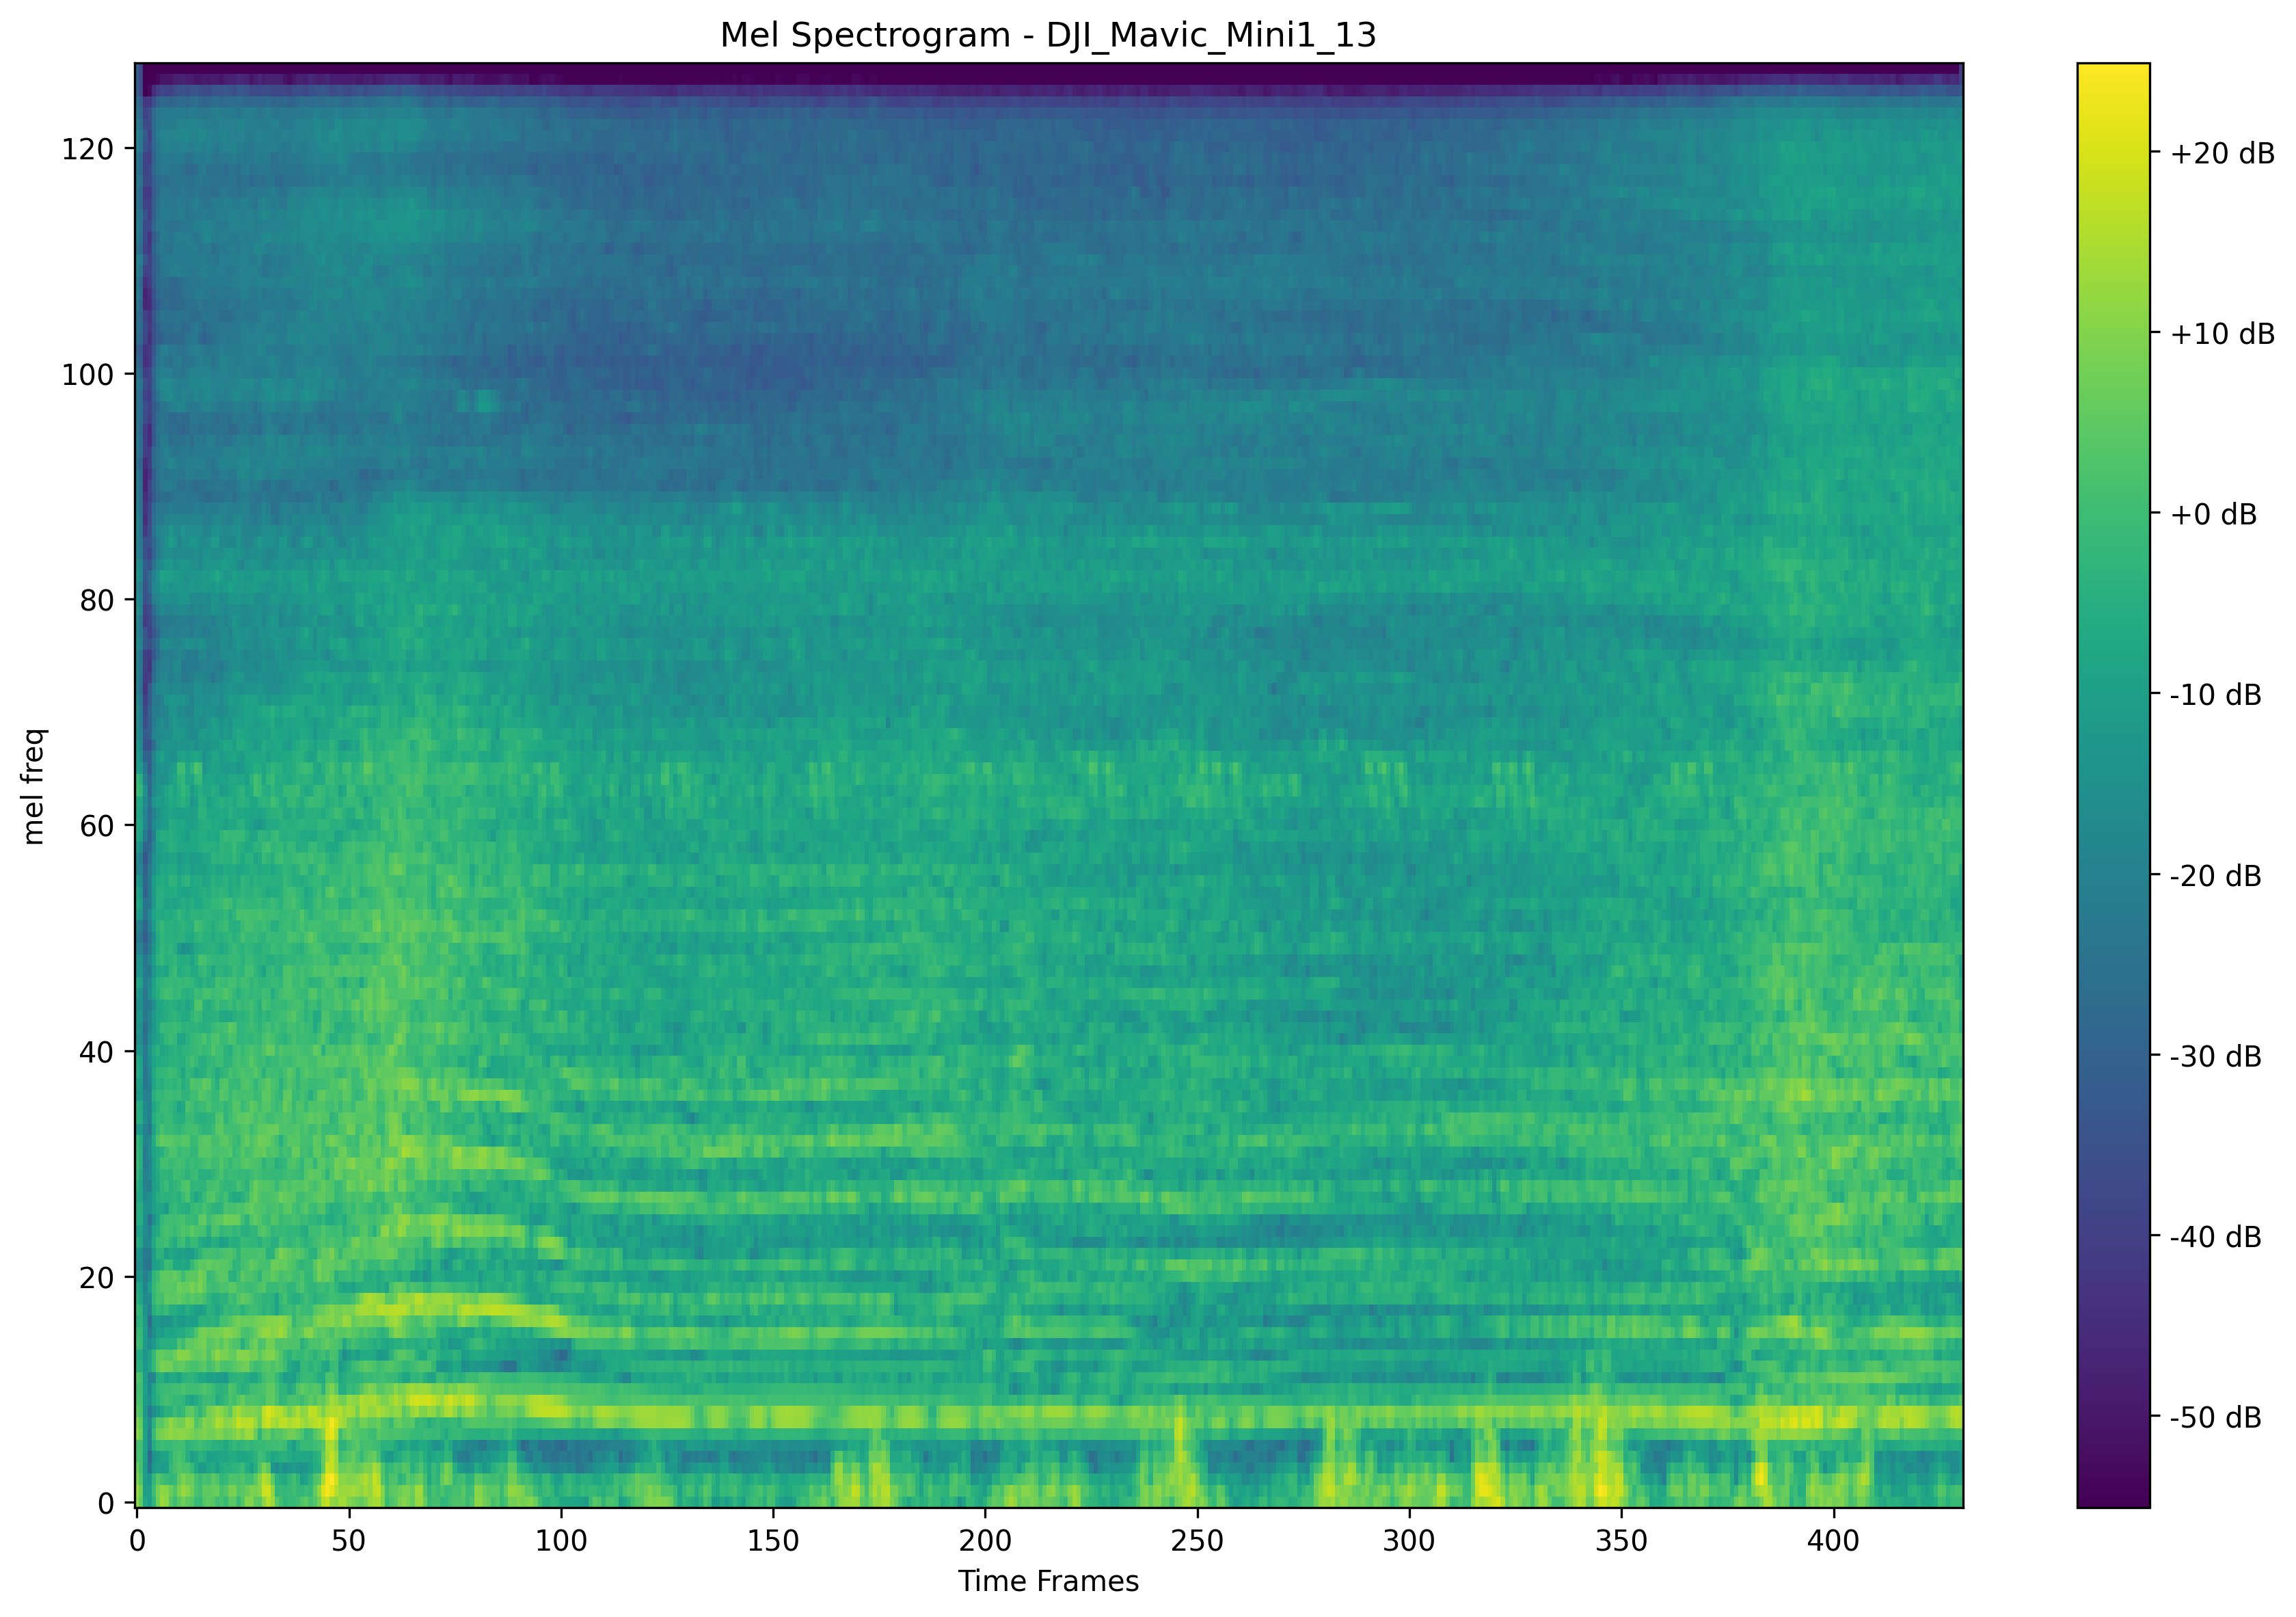 Mel Spectrogram - DJI_Mavic_Mini1_13
mel freq
120
100
80
60
40
20
0
0 50 100 150 200 250 300 350 400
Time Frames
+20 dB
+10 dB
+0 dB
-10 dB
-20 dB
-30 dB
-40 dB
-50 dB